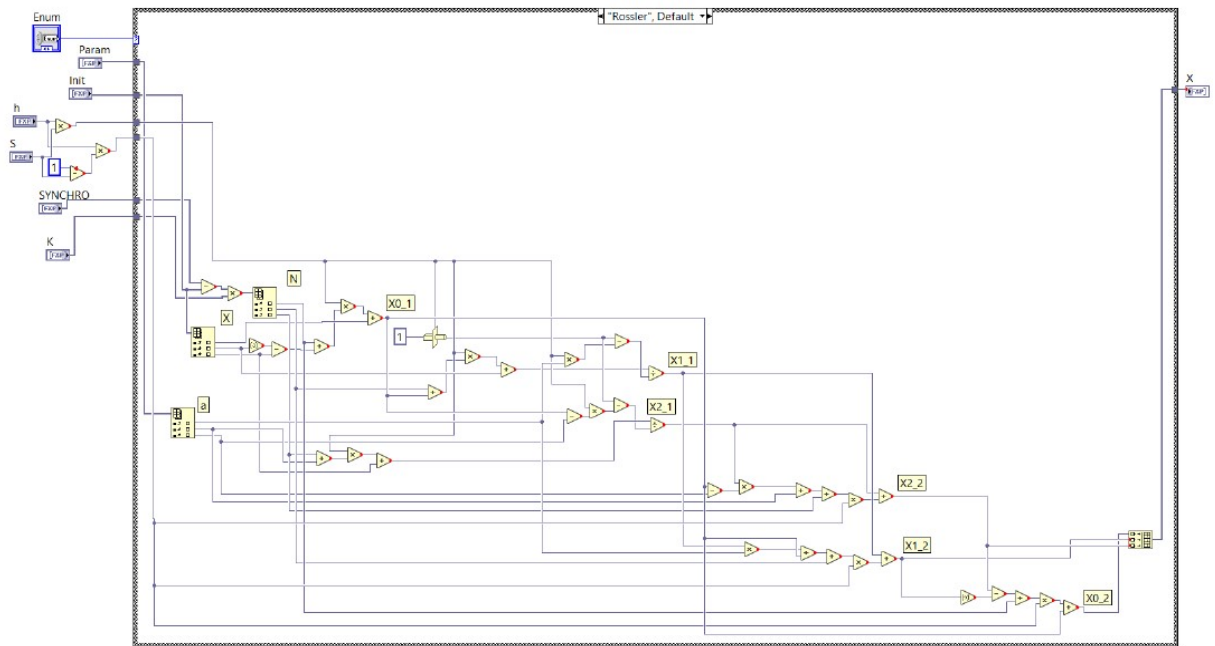 Enum
"Rossler", Default
Param
Init
X
h
S
1
SYNCHRO
K
N
X0_1
X
1
X1_1
a
X2_1
X2_2
X1_2
X0_2